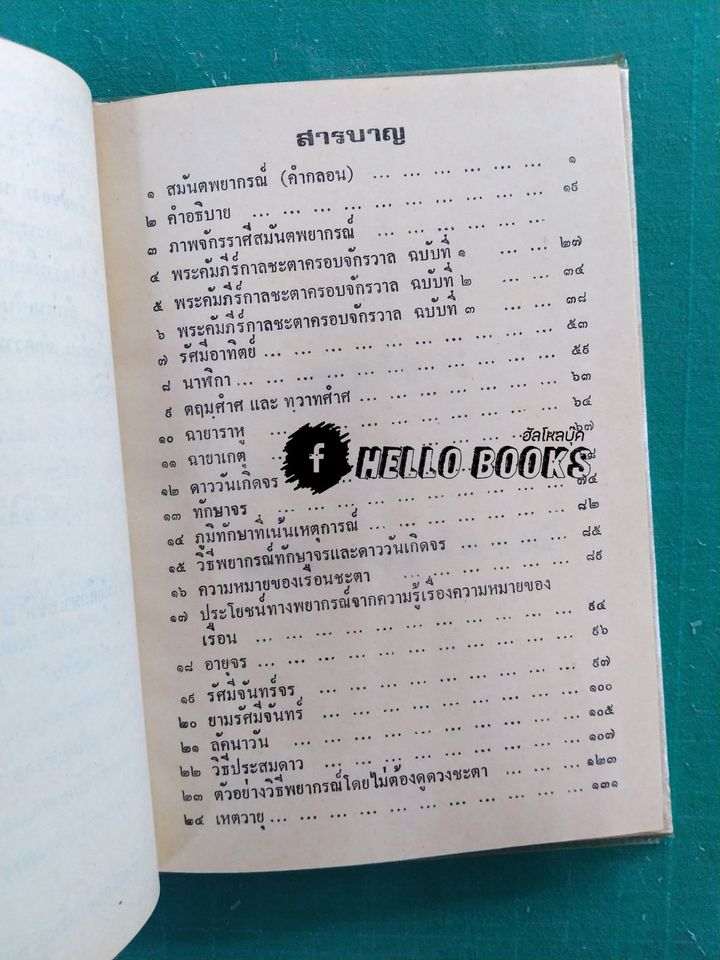 สารบาญ
๑ สมันตพยากรณ์ (คำกลอน) ... ... ... ... ... ... ๑
๒ คำอธิบาย ... ... ... ... ... ... ... ... ๑๙
๓ ภาพจักรราศีสมันตพยากรณ์ ... ... ... ... ...
๔ พระคัมภีร์กาลชะตาครอบจักรวาล ฉบับที่ ๑ ... ... ๒๗
๕ พระคัมภีร์กาลชะตาครอบจักรวาล ฉบับที่ ๒ ... ... ๓๔
๖ พระคัมภีร์กาลชะตาครอบจักรวาล ฉบับที่ ๓ ... ... ๓๘
๗ รัศมีอาทิตย์ ... ... ... ... ... ... ... ... ๕๓
๘ นาฬิกา ... ... ... ... ... ... ... ... ... ๕๙
๙ ตฤมศำศ และ ทฺวาทศำศ ... ... ... ... ... ... ๖๓
๑๐ ฉายาราหู ... ... ... ... ... ... ... ... ๖๔
ฮัลโหลบุ๊ค
๑๑ ฉายาเกตุ ... ๖๗
f HELLO BOOKS
๑๒ ดาววันเกิดจร ...
๑๓ ทักษาจร ... ... ... ... ... ... ... ... ๗๔
๑๔ ภูมิทักษาที่เน้นเหตุการณ์ ... ... ... ... ... ... ๘๒
๑๕ วิธีพยากรณ์ทักษาจรและดาววันเกิดจร ... ... ... ... ๘๕
๑๖ ความหมายของเรือนชะตา ... ... ... ... ... ๘๙
๑๗ ประโยชน์ทางพยากรณ์จากความรู้เรื่องความหมายของ
เรือน ... ... ... ... ... ... ... ... ... ๙๔
๑๘ อายุจร ... ... ... ... ... ... ... ... ... ๙๖
๑๙ รัศมีจันทร์จร ... ... ... ... ... ... ... ๙๗
๒๐ ยามรัศมีจันทร์ ... ... ... ... ... ... ... ๑๐๐
๒๑ ลัคนาวัน ... ... ... ... ... ... ... ... ๑๐๕
๒๒ วิธีประสมดาว ... ... ... ... ... ... ... ๑๐๗
๒๓ ตัวอย่างวิธีพยากรณ์โดยไม่ต้องดูดวงชะตา ... ... ...๑๒๓
๒๔ เหตวายุ ... ... ... ... ... ... ... ... ... ๑๓๑